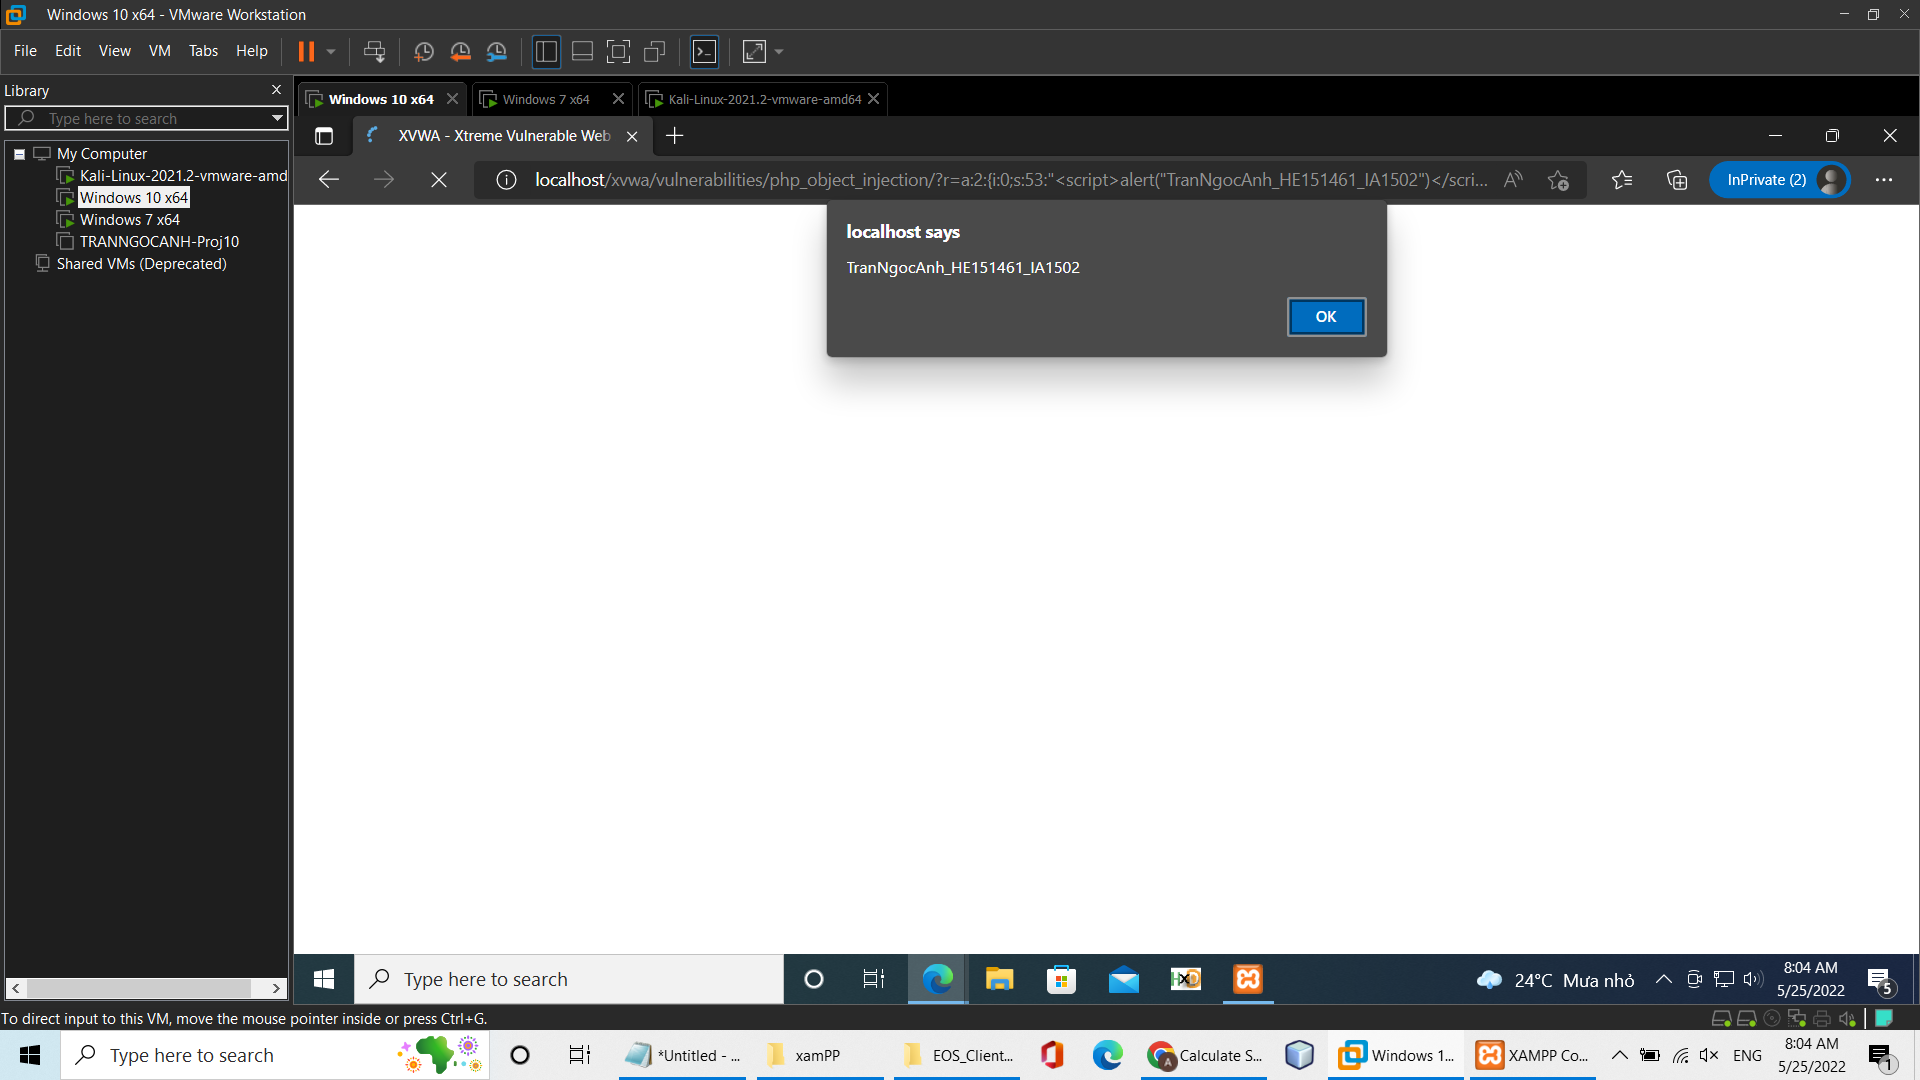 Windows 10 x64 - VMware Workstation
File Edit View VM Tabs Help
Library
Type here to search
My Computer
Kali-Linux-2021.2-vmware-amd
Windows 10 x64
Windows 7 x64
TRANNGOCANH-Proj10
Shared VMs (Deprecated)
Windows 10 x64
Windows 7 x64
Kali-Linux-2021.2-vmware-amd64
XVWA - Xtreme Vulnerable Web
localhost/xvwa/vulnerabilities/php_object_injection/?r=a:2:{i:0;s:53:"<script>alert("TranNgocAnh_HE151461_IA1502")</scri...
InPrivate (2)
localhost says
TranNgocAnh_HE151461_IA1502
OK
Type here to search
24°C Mưa nhỏ
8:04 AM
5/25/2022
5
To direct input to this VM, move the mouse pointer inside or press Ctrl+G.
Type here to search
*Untitled - ...
xamPP
EOS_Client...
A
Calculate S...
Windows 1...
XAMPP Co...
ENG
8:04 AM
5/25/2022
1